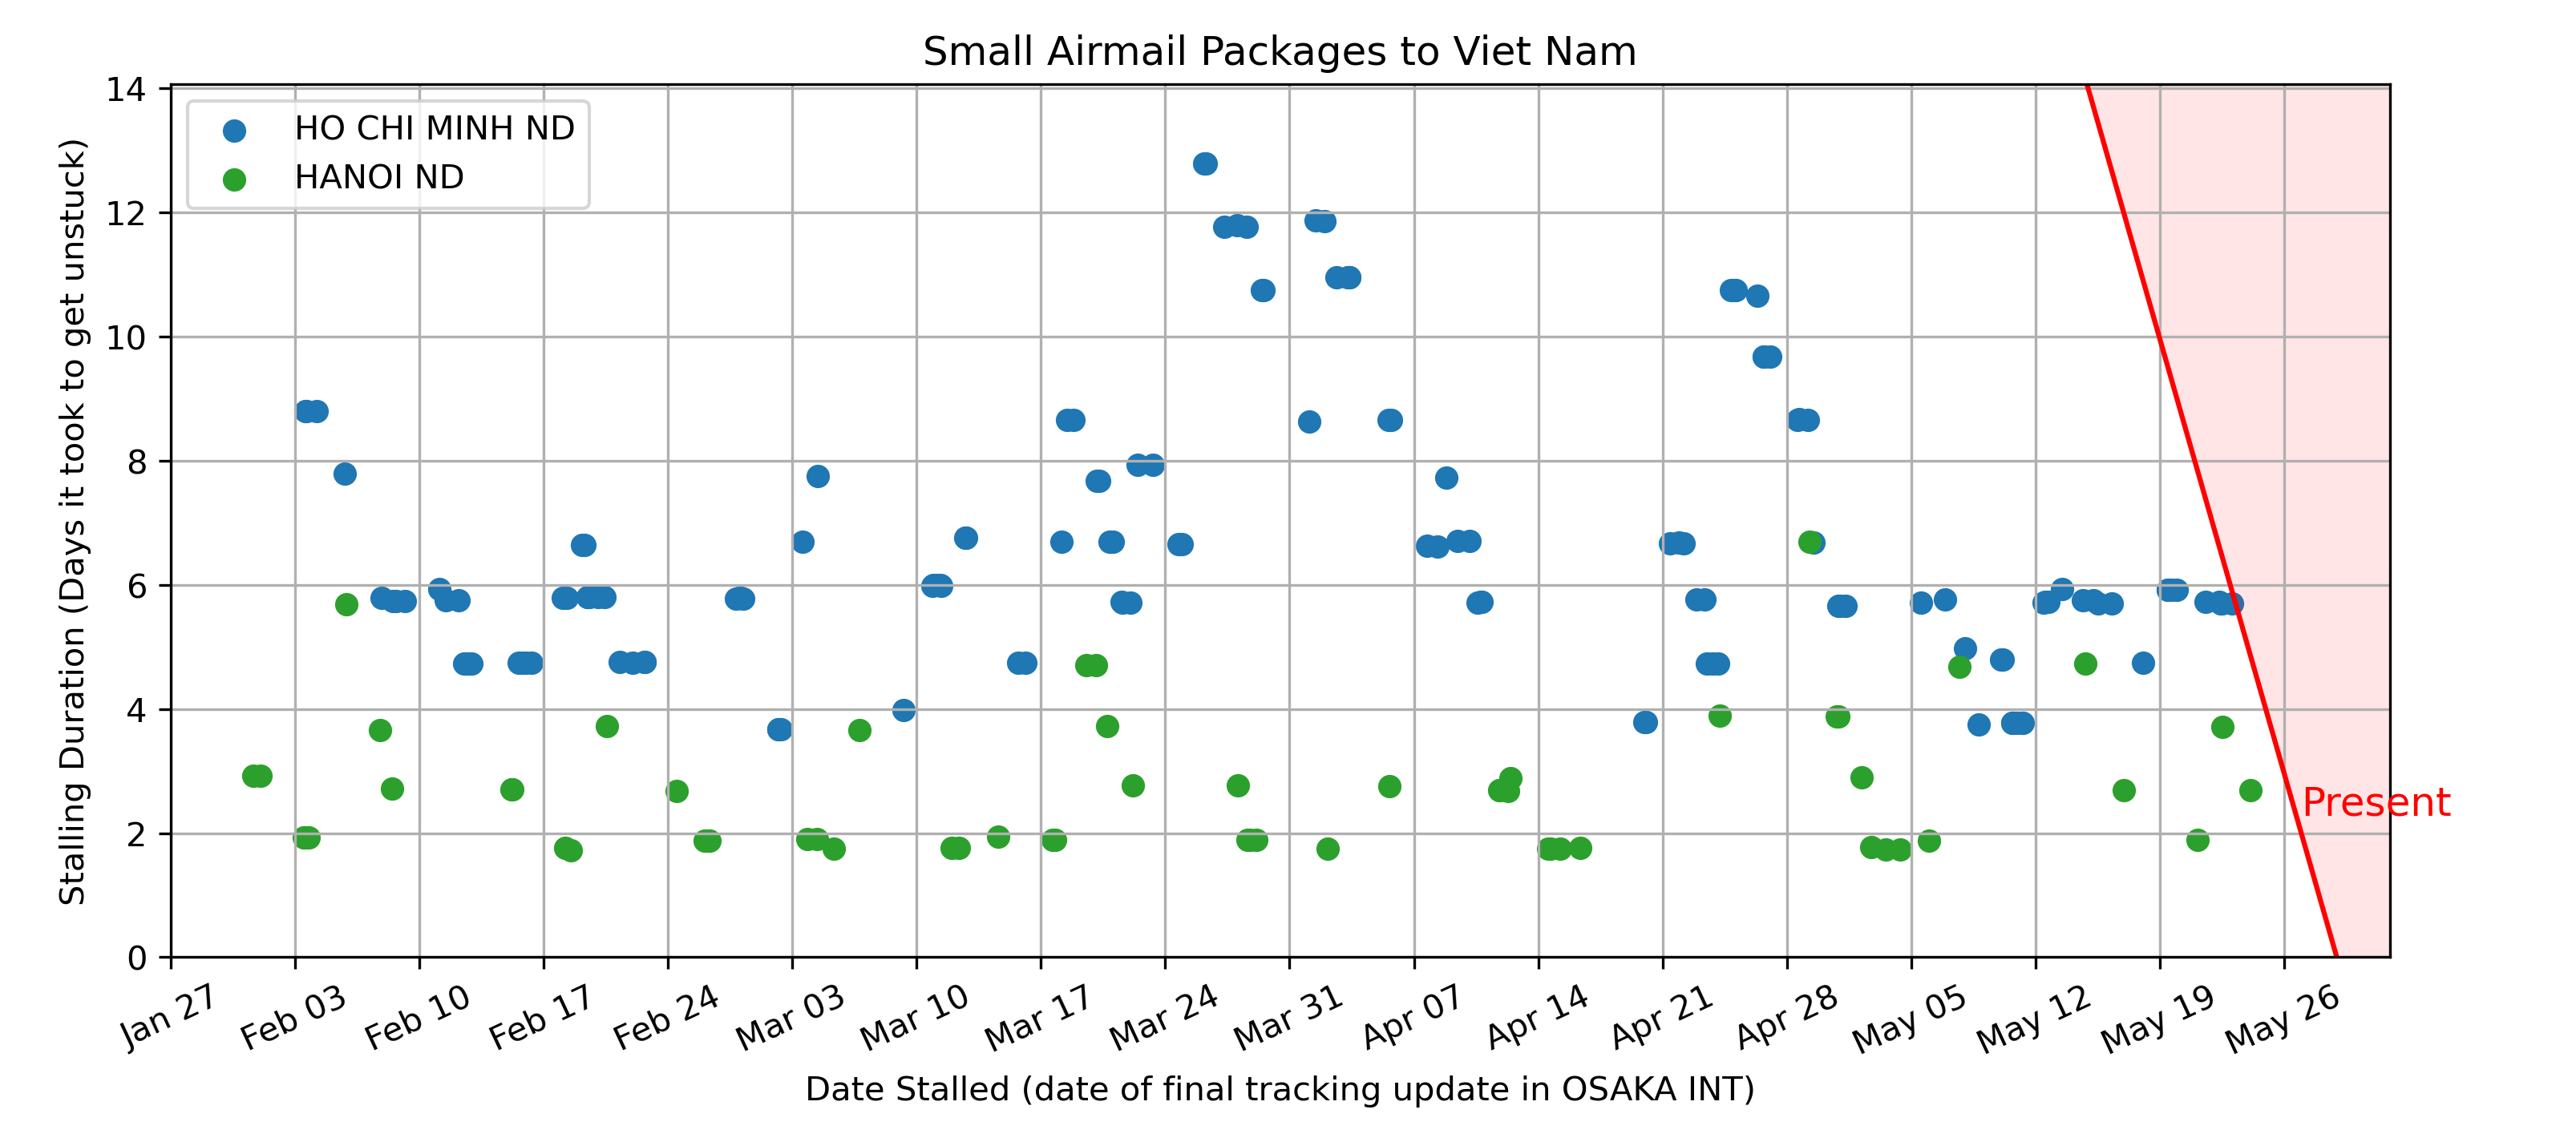 Small Airmail Packages to Viet Nam
HO CHI MINH ND
HANOI ND
Stalling Duration (Days it took to get unstuck)
14
12
10
8
6
4
2
0
Present
Jan 27
Feb 03
Feb 10
Feb 17
Feb 24
Mar 03
Mar 10
Mar 17
Mar 24
Mar 31
Apr 07
Apr 14
Apr 21
Apr 28
May 05
May 12
May 19
May 26
Date Stalled (date of final tracking update in OSAKA INT)